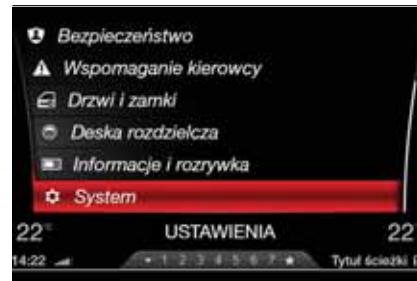 Bezpieczeństwo
Wspomaganie kierowcy
Drzwi i zamki
Deska rozdzielcza
Informacje i rozrywka
System
22° USTAWIENIA 22
14:22 1 2 3 4 5 6 7 Tytuł ścieżki